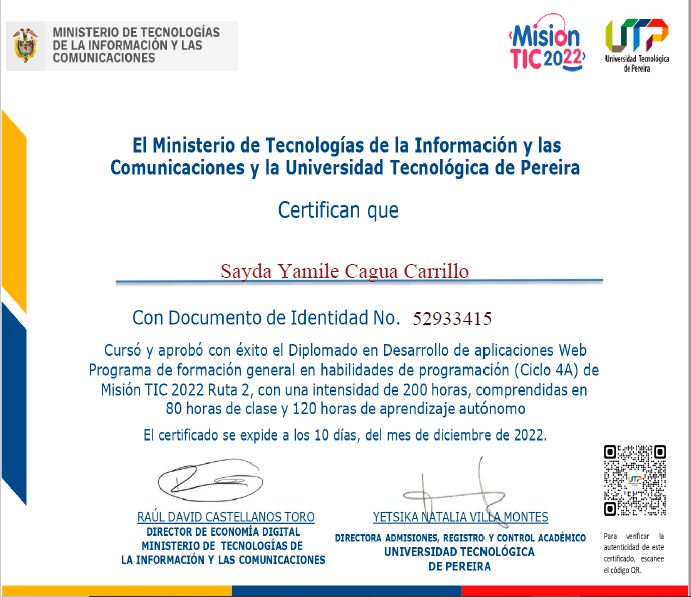 MINISTERIO DE TECNOLOGÍAS
DE LA INFORMACIÓN Y LAS
COMUNICACIONES
Misión
TIC2022
UTP
Universidad Tecnológica
de Pereira
El Ministerio de Tecnologías de la Información y las
Comunicaciones y la Universidad Tecnológica de Pereira
Certifican que
Sayda Yamile Cagua Carrillo
Con Documento de Identidad No. 52933415
Cursó y aprobó con éxito el Diplomado en Desarrollo de aplicaciones Web
Programa de formación general en habilidades de programación (Ciclo 4A) de
Misión TIC 2022 Ruta 2, con una intensidad de 200 horas, comprendidas en
80 horas de clase y 120 horas de aprendizaje autónomo
El certificado se expide a los 10 días, del mes de diciembre de 2022.
RAÚL DAVID CASTELLANOS TORO
DIRECTOR DE ECONOMÍA DIGITAL
MINISTERIO DE TECNOLOGÍAS DE
LA INFORMACIÓN Y LAS COMUNICACIONES
YETSIKA NATALIA VILLA MONTES
DIRECTORA ADMISIONES, REGISTRO Y CONTROL ACADÉMICO
UNIVERSIDAD TECNOLÓGICA
DE PEREIRA
Para verificar la
autenticidad de este
certificado, escanee
el código QR.